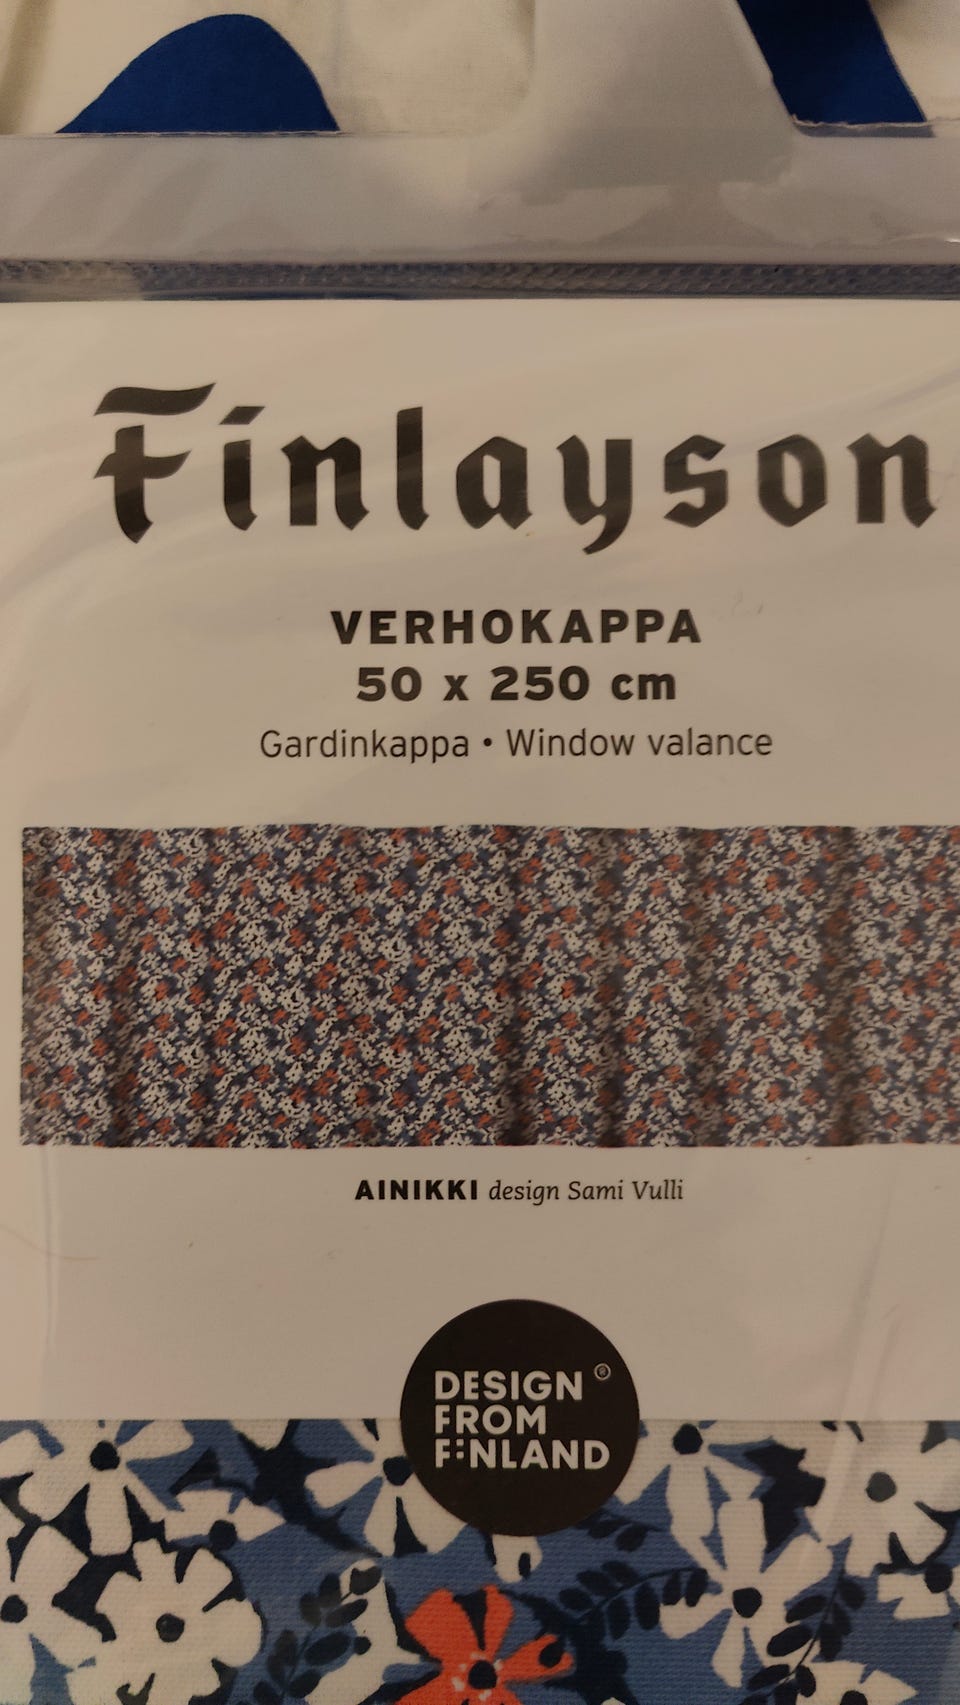 Finlayson
VERHOKAPPA
50 x 250 cm
Gardinkappa • Window valance
AINIKKI design Sami Vulli
DESIGN ®
FROM
FINLAND